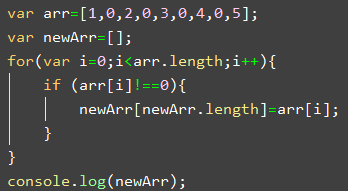 var arr=[1,0,2,0,3,0,4,0,5];
var newArr=[];
for(var i=0;i<arr.length;i++){
    if (arr[i]!==0){
        newArr[newArr.length]=arr[i];
    }
}
console.log(newArr);